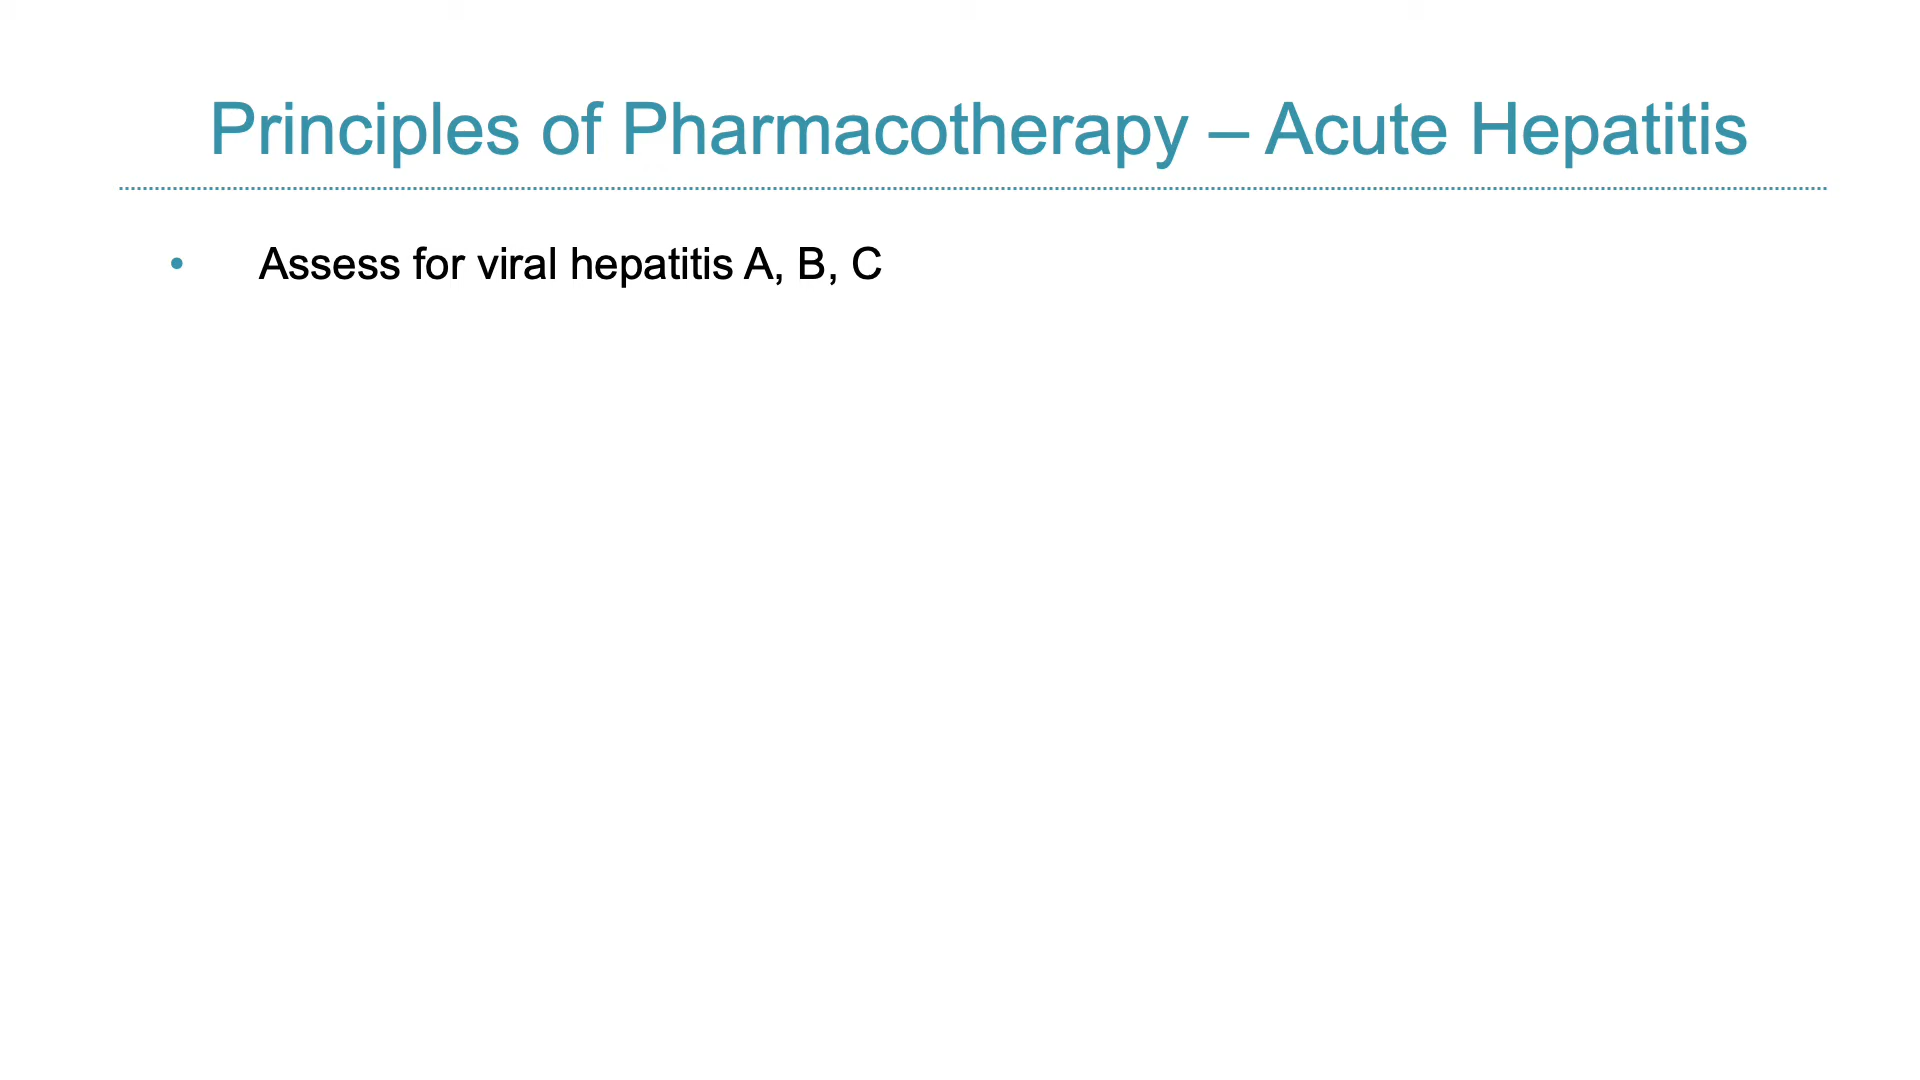 Principles of Pharmacotherapy – Acute Hepatitis
• Assess for viral hepatitis A, B, C